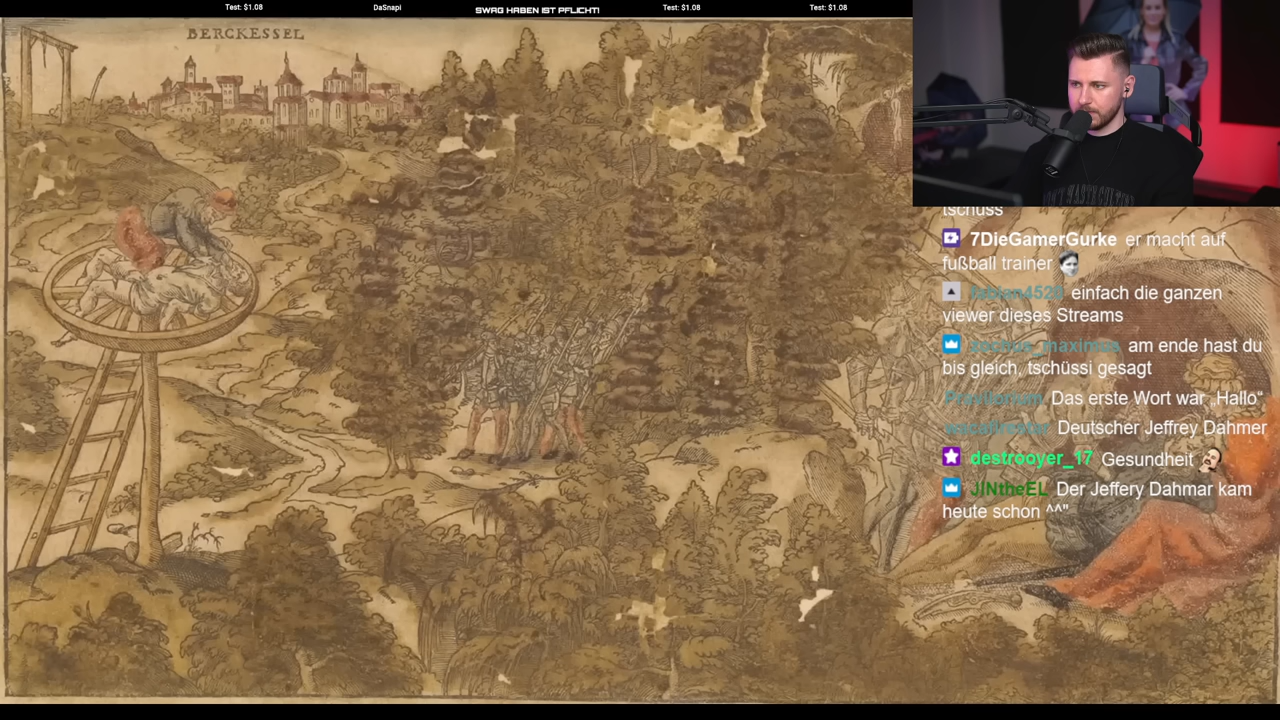 Test: $1.08
DaSnapi
SWAG HABEN IST PFLICHT!
Test: $1.08
Test: $1.08
BERCKESSEL
tschüss
7DieGamerGurke er macht auf
fußball trainer
fabian4520 einfach die ganzen
viewer dieses Streams
am ende hast du
bis gleich, tschüssi gesagt
Das erste Wort war „Hallo“
Deutscher Jeffrey Dahmer
destrooyer_17 Gesundheit
JINtheEL Der Jeffery Dahmar kam
heute schon ^^"